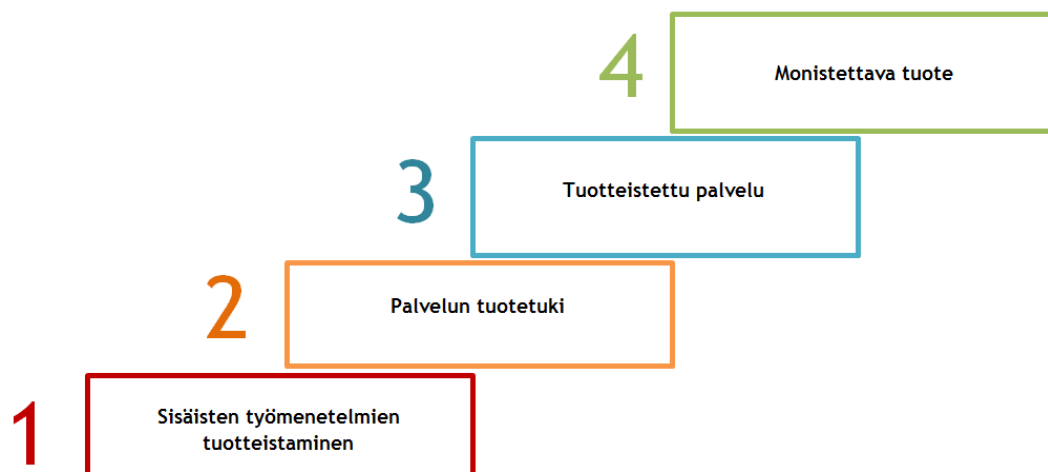 4
Monistettava tuote
3
Tuotteistettu palvelu
2
Palvelun tuotetuki
1
Sisäisten työmenetelmien
tuotteistaminen